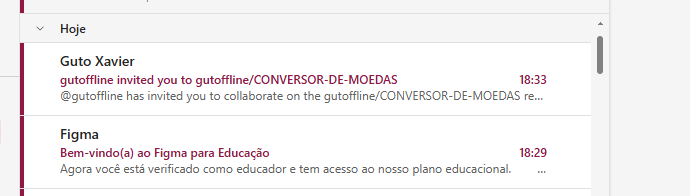 Hoje
Guto Xavier
gutoffline invited you to gutoffline/CONVERSOR-DE-MOEDAS 18:33
@gutoffline has invited you to collaborate on the gutoffline/CONVERSOR-DE-MOEDAS re...
Figma
Bem-vindo(a) ao Figma para Educação 18:29
Agora você está verificado como educador e tem acesso ao nosso plano educacional. ...